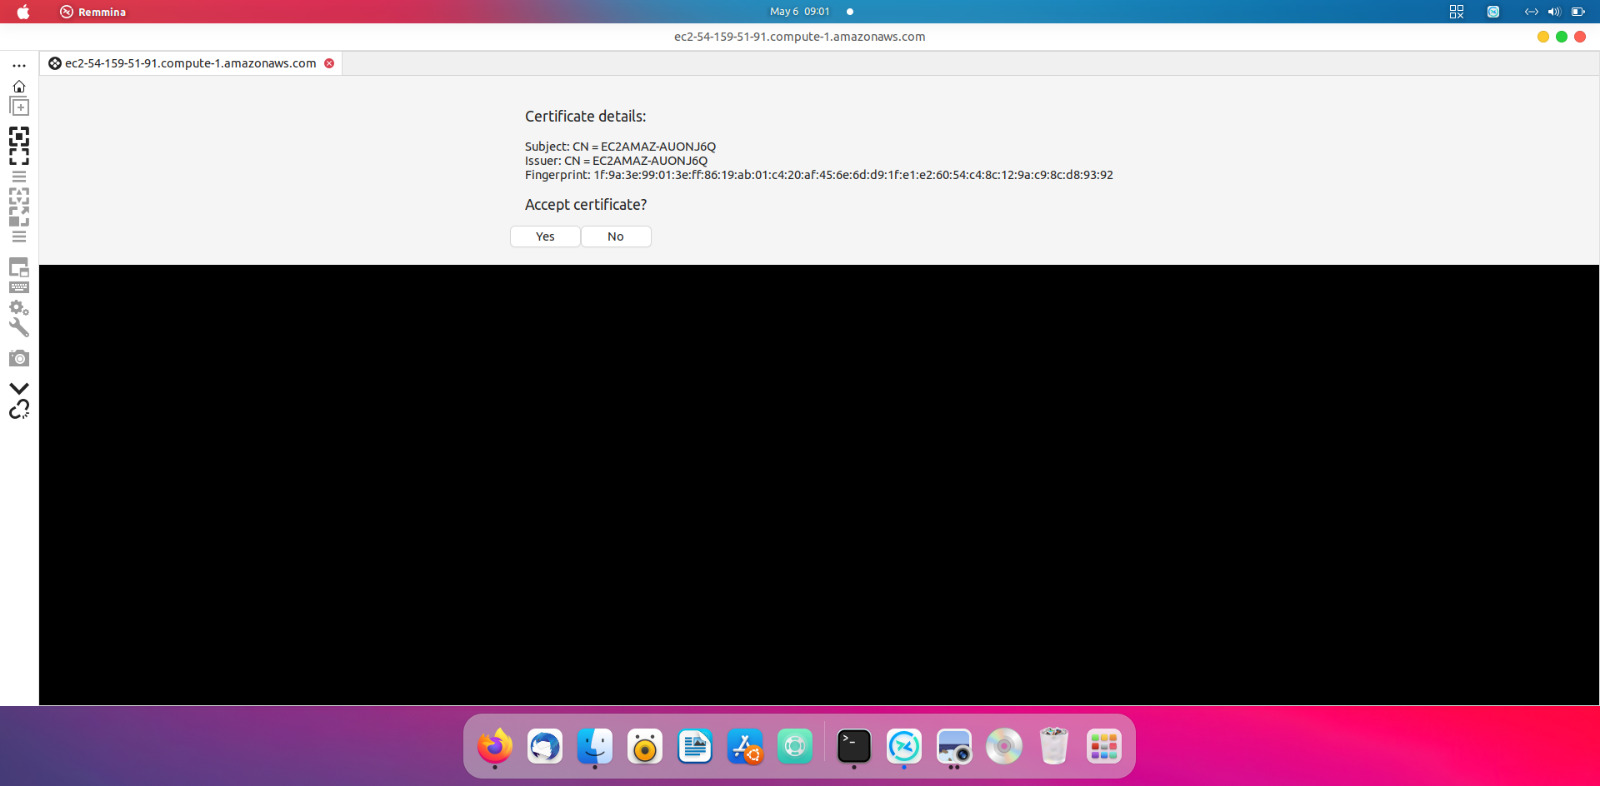 Remmina
May 6 09:01
ec2-54-159-51-91.compute-1.amazonaws.com
ec2-54-159-51-91.compute-1.amazonaws.com
Certificate details:
Subject: CN = EC2AMAZ-AUONJ6Q
Issuer: CN = EC2AMAZ-AUONJ6Q
Fingerprint: 1f:9a:3e:99:01:3e:ff:86:19:ab:01:c4:20:af:45:6e:6d:d9:1f:e1:e2:60:54:c4:8c:12:9a:c9:8c:d8:93:92
Accept certificate?
Yes
No